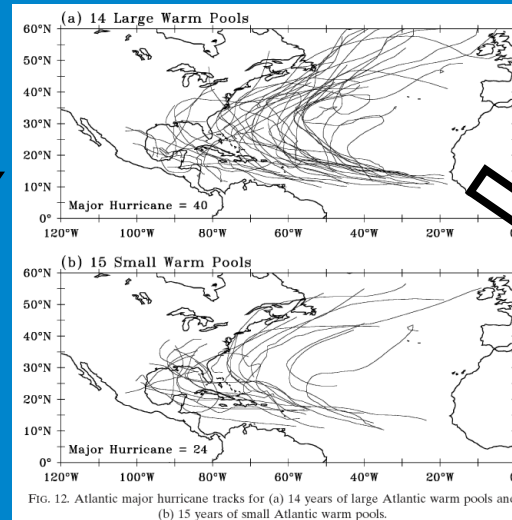 (a) 14 Large Warm Pools
60°N
50°N
40°N
30°N
20°N
10°N
0°
Major Hurricane = 40
120°W 100°W 80°W 60°W 40°W 20°W
(b) 15 Small Warm Pools
60°N
50°N
40°N
30°N
20°N
10°N
0°
Major Hurricane = 24
120°W 100°W 80°W 60°W 40°W 20°W
FIG. 12. Atlantic major hurricane tracks for (a) 14 years of large Atlantic warm pools and
(b) 15 years of small Atlantic warm pools.